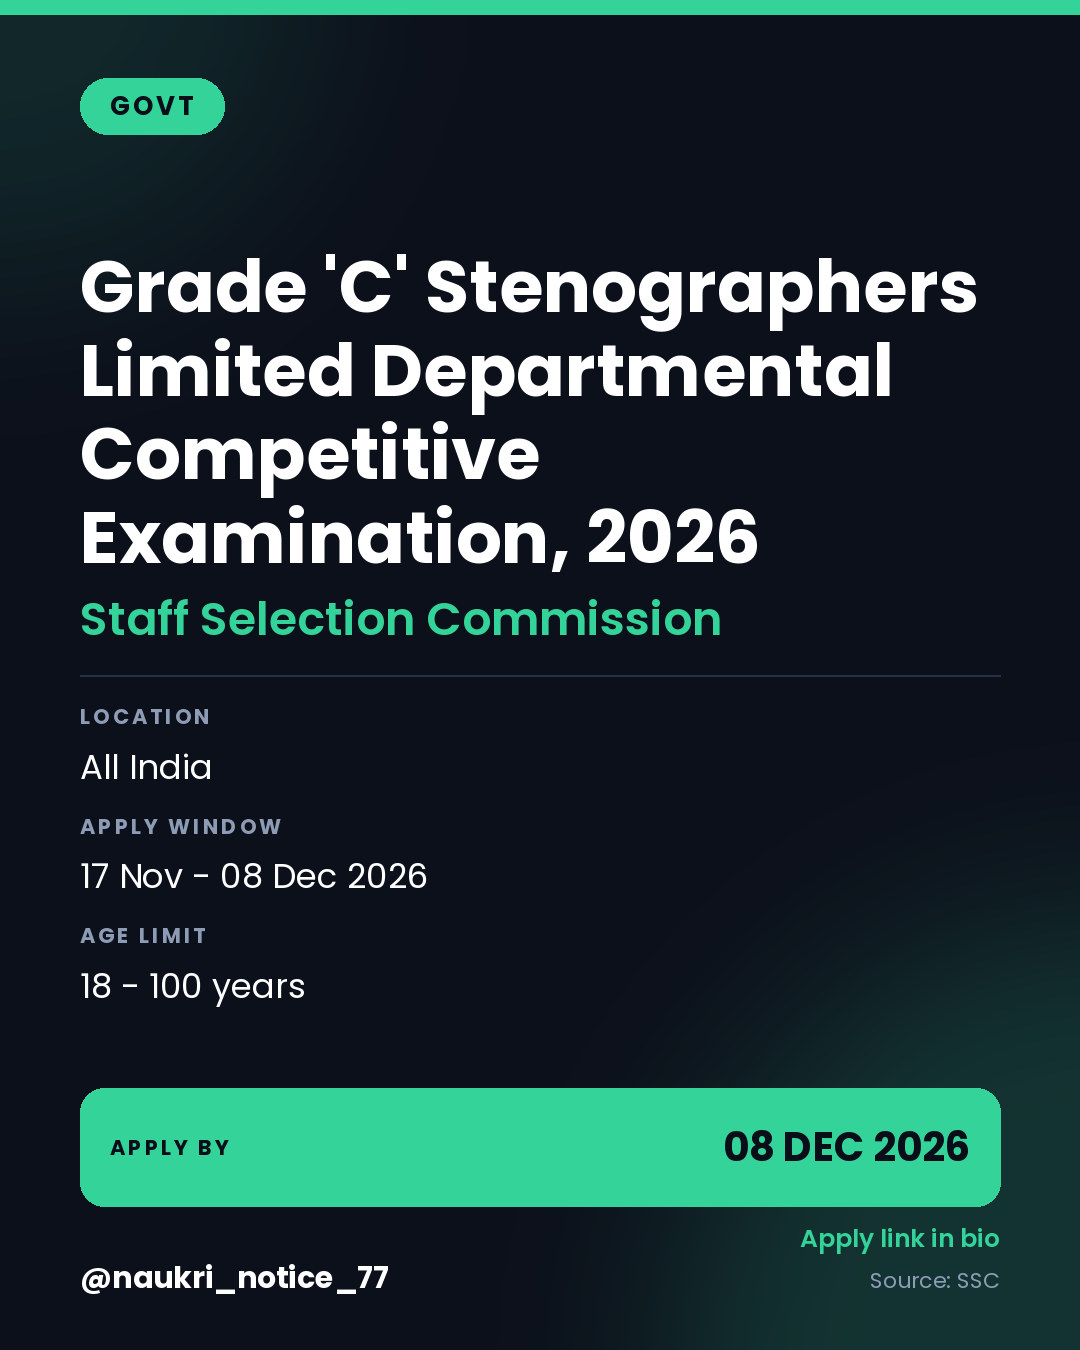 GOVT
Grade 'C' Stenographers
Limited Departmental
Competitive
Examination, 2026
Staff Selection Commission
LOCATION
All India
APPLY WINDOW
17 Nov - 08 Dec 2026
AGE LIMIT
18 - 100 years
APPLY BY
08 DEC 2026
Apply link in bio
@naukri_notice_77
Source: SSC